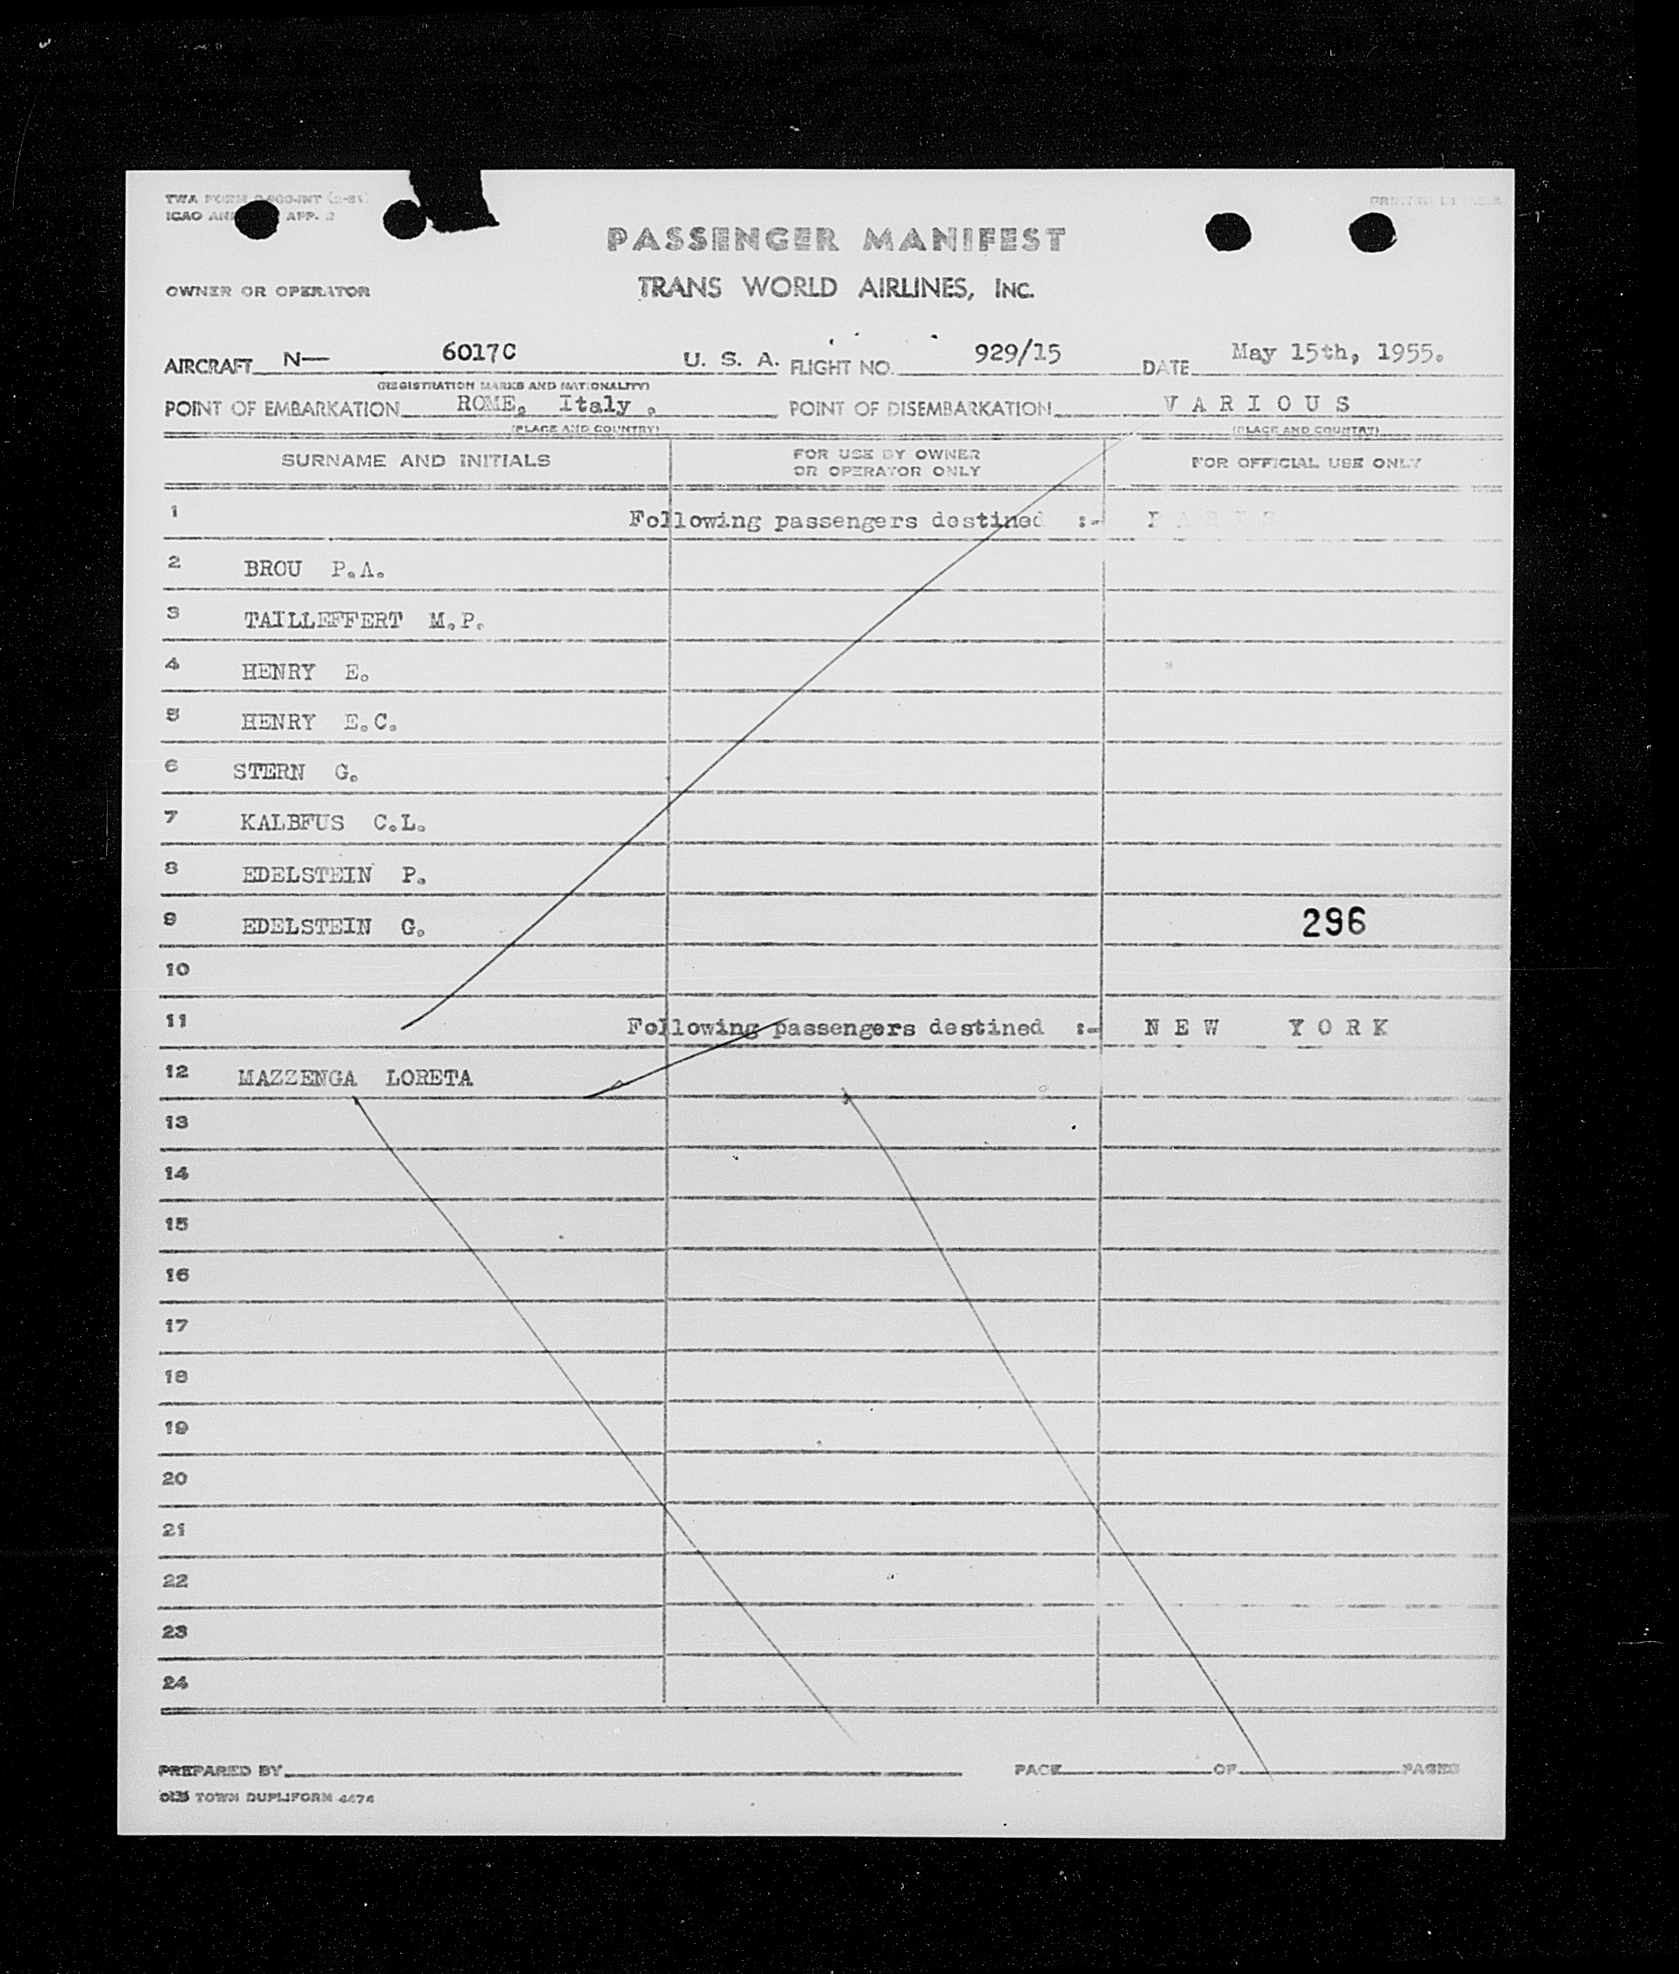 TWA FORM
ICAO APP. 2
PASSENGER MANIFEST
OWNER OR OPERATOR TRANS WORLD AIRLINES, INC.
AIRCRAFT N— 6017C U. S. A. FLIGHT NO. 929/15 DATE May 15th, 1955.
(REGISTRATION MARKS AND NATIONALITY)
POINT OF EMBARKATION ROME, Italy. POINT OF DISEMBARKATION V A R I O U S
(PLACE AND COUNTRY) (PLACE AND COUNTRY)
SURNAME AND INITIALS FOR USE BY OWNER OR OPERATOR ONLY FOR OFFICIAL USE ONLY
1 Following passengers destined :-
2 BROU P.A.
3 TAILLEFFERT M.P.
4 HENRY E.
5 HENRY E.C.
6 STERN G.
7 KALBFUS C.L.
8 EDELSTEIN P.
9 EDELSTEIN G. 296
10
11 Following passengers destined :- N E W Y O R K
12 MAZZENGA LORETA
13
14
15
16
17
18
19
20
21
22
23
24
PREPARED BY PAGE OF PAGES
TOWN DUPLIFORM 4474